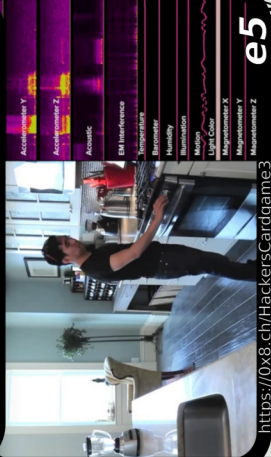 Accelerometer Y
Accelerometer Z
Acoustic
EM Interference
Temperature
Barometer
Humidity
Illumination
Motion
Light Color
Magnetometer X
Magnetometer Y
Magnetometer Z
e5
https://0x8.ch/HackersCardgame3